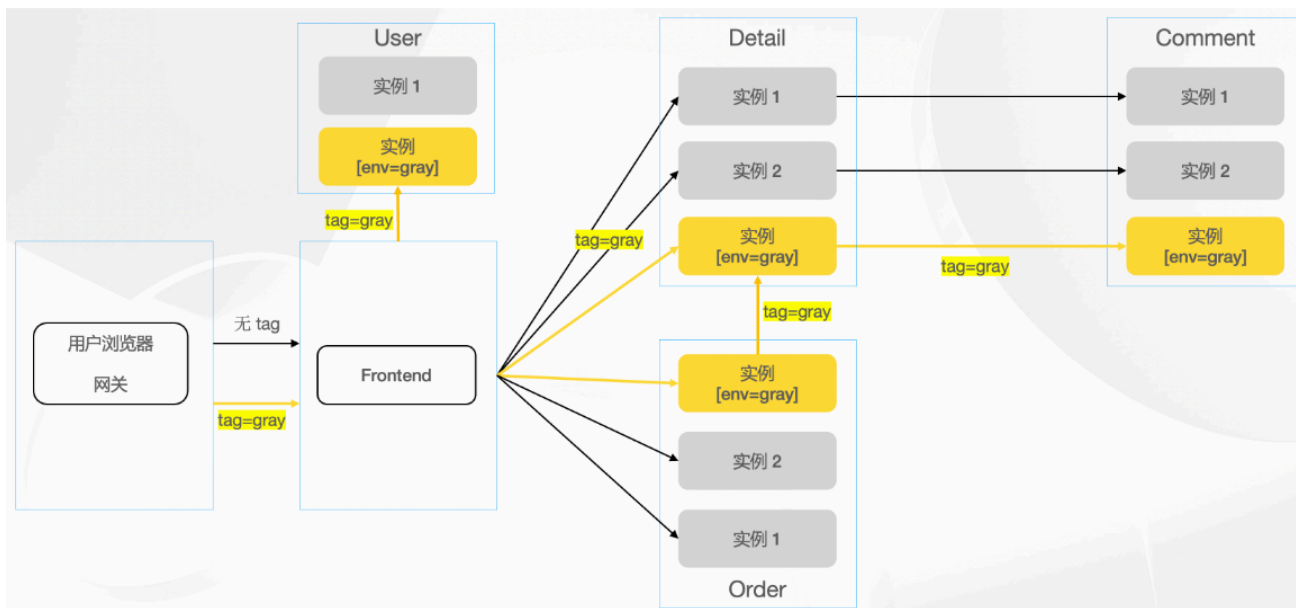 User
实例 1
实例
[env=gray]
tag=gray
用户浏览器
网关
无 tag
tag=gray
Frontend
tag=gray
Detail
实例 1
实例 2
实例
[env=gray]
tag=gray
tag=gray
Comment
实例 1
实例 2
实例
[env=gray]
实例
[env=gray]
实例 2
实例 1
Order